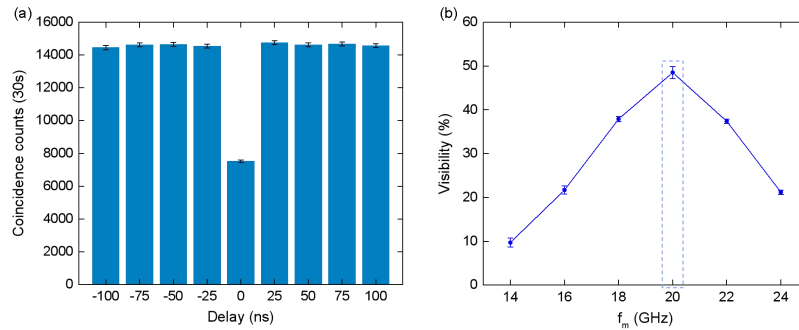 (a)
16000
14000
12000
10000
8000
6000
4000
2000
0
Coincidence counts (30s)
-100 -75 -50 -25 0 25 50 75 100
Delay (ns)
(b)
60
50
40
30
20
10
0
Visibility (%)
14 16 18 20 22 24
fm (GHz)